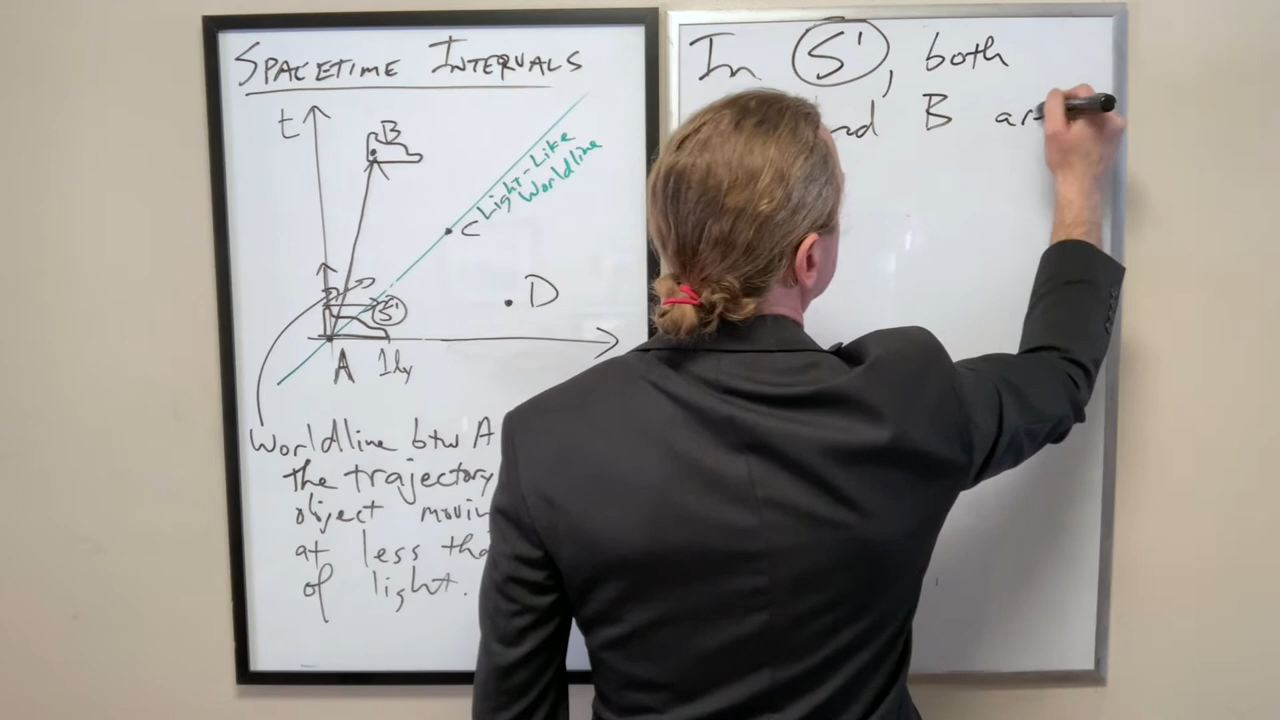 SPACETIME INTERVALS
t
B
Light-Like
Worldline
C
D
S'
A 1ly
Worldline btw A
the trajectory
object movin
at less tha
of light.
In S', both
nd B ar